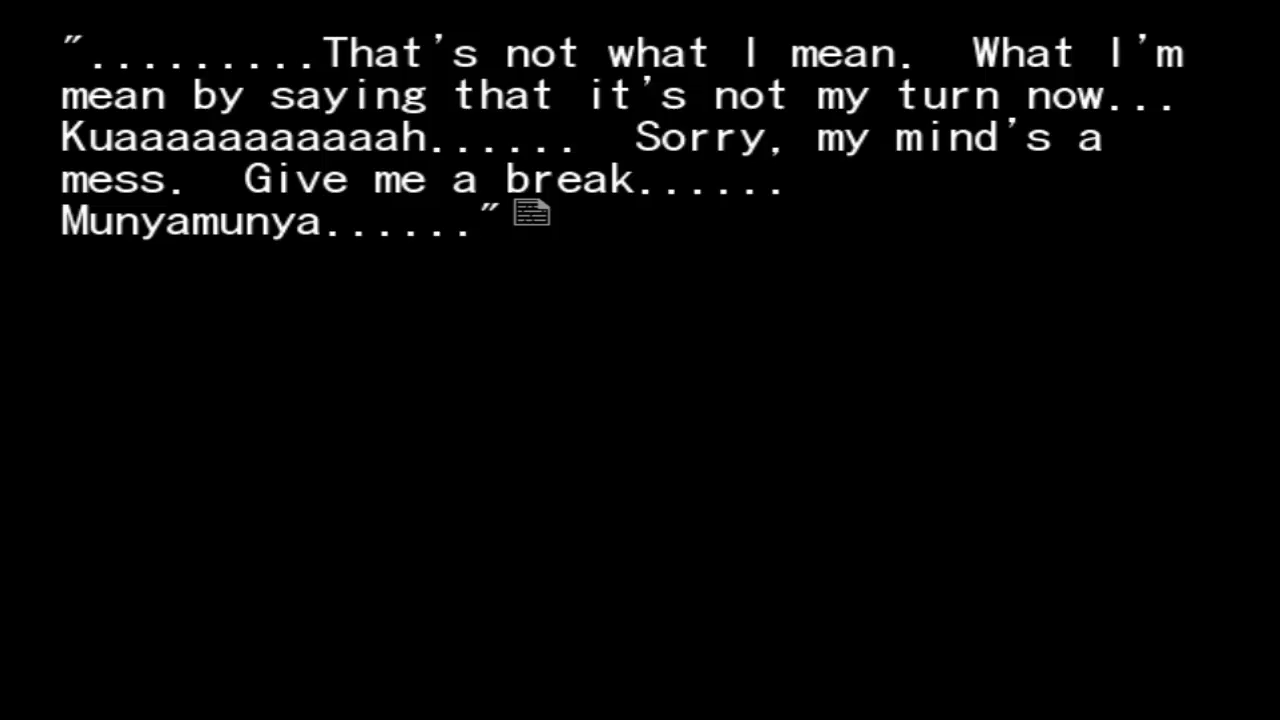 ".........That's not what I mean.  What I'm
mean by saying that it's not my turn now...
Kuaaaaaaaaaaaah......  Sorry, my mind's a
mess.  Give me a break......
Munyamunya......"